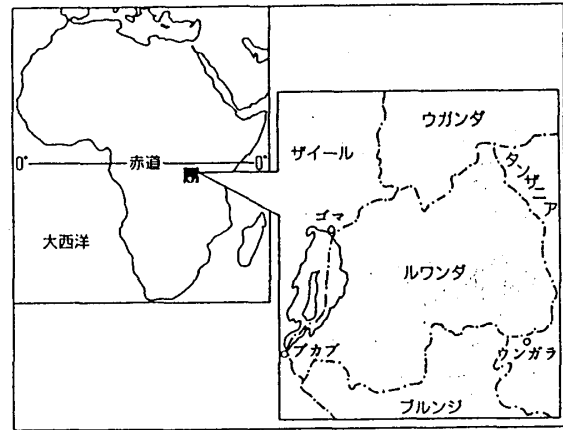 0°
赤道
0°
大西洋
ウガンダ
ザイール
タンザニア
ゴマ
ルワンダ
ブカブ
ウンガラ
ブルンジ